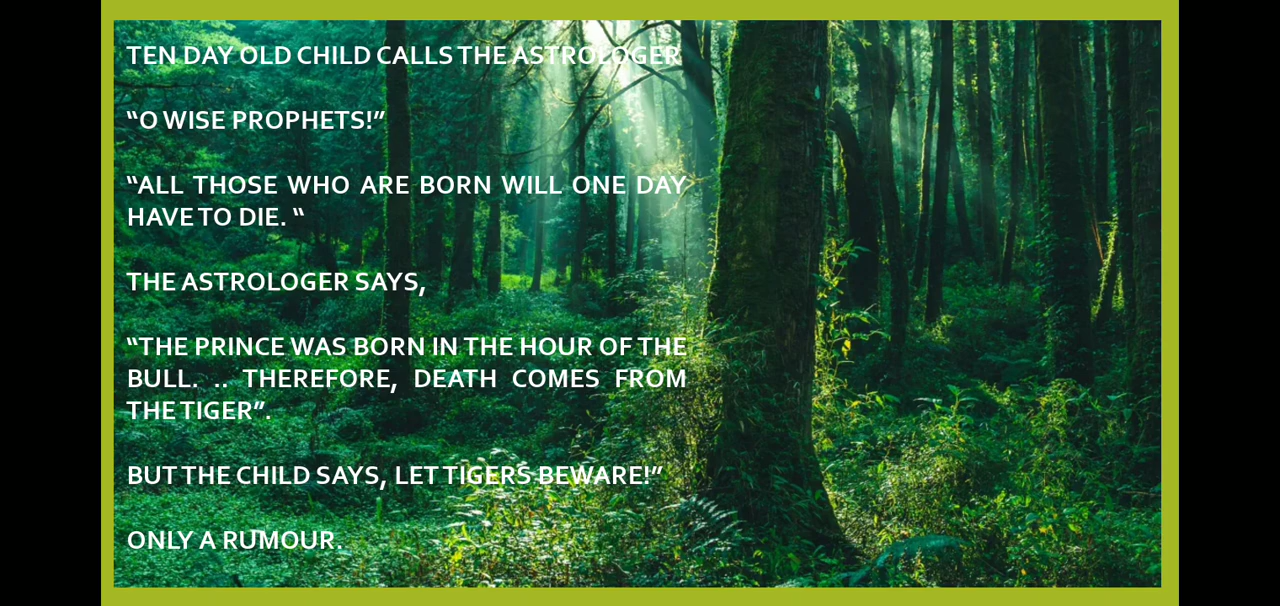 TEN DAY OLD CHILD CALLS THE ASTROLOGER
“O WISE PROPHETS!”
“ALL THOSE WHO ARE BORN WILL ONE DAY
HAVE TO DIE. “
THE ASTROLOGER SAYS,
“THE PRINCE WAS BORN IN THE HOUR OF THE
BULL. .. THEREFORE, DEATH COMES FROM
THE TIGER”.
BUT THE CHILD SAYS, LET TIGERS BEWARE!”
ONLY A RUMOUR.